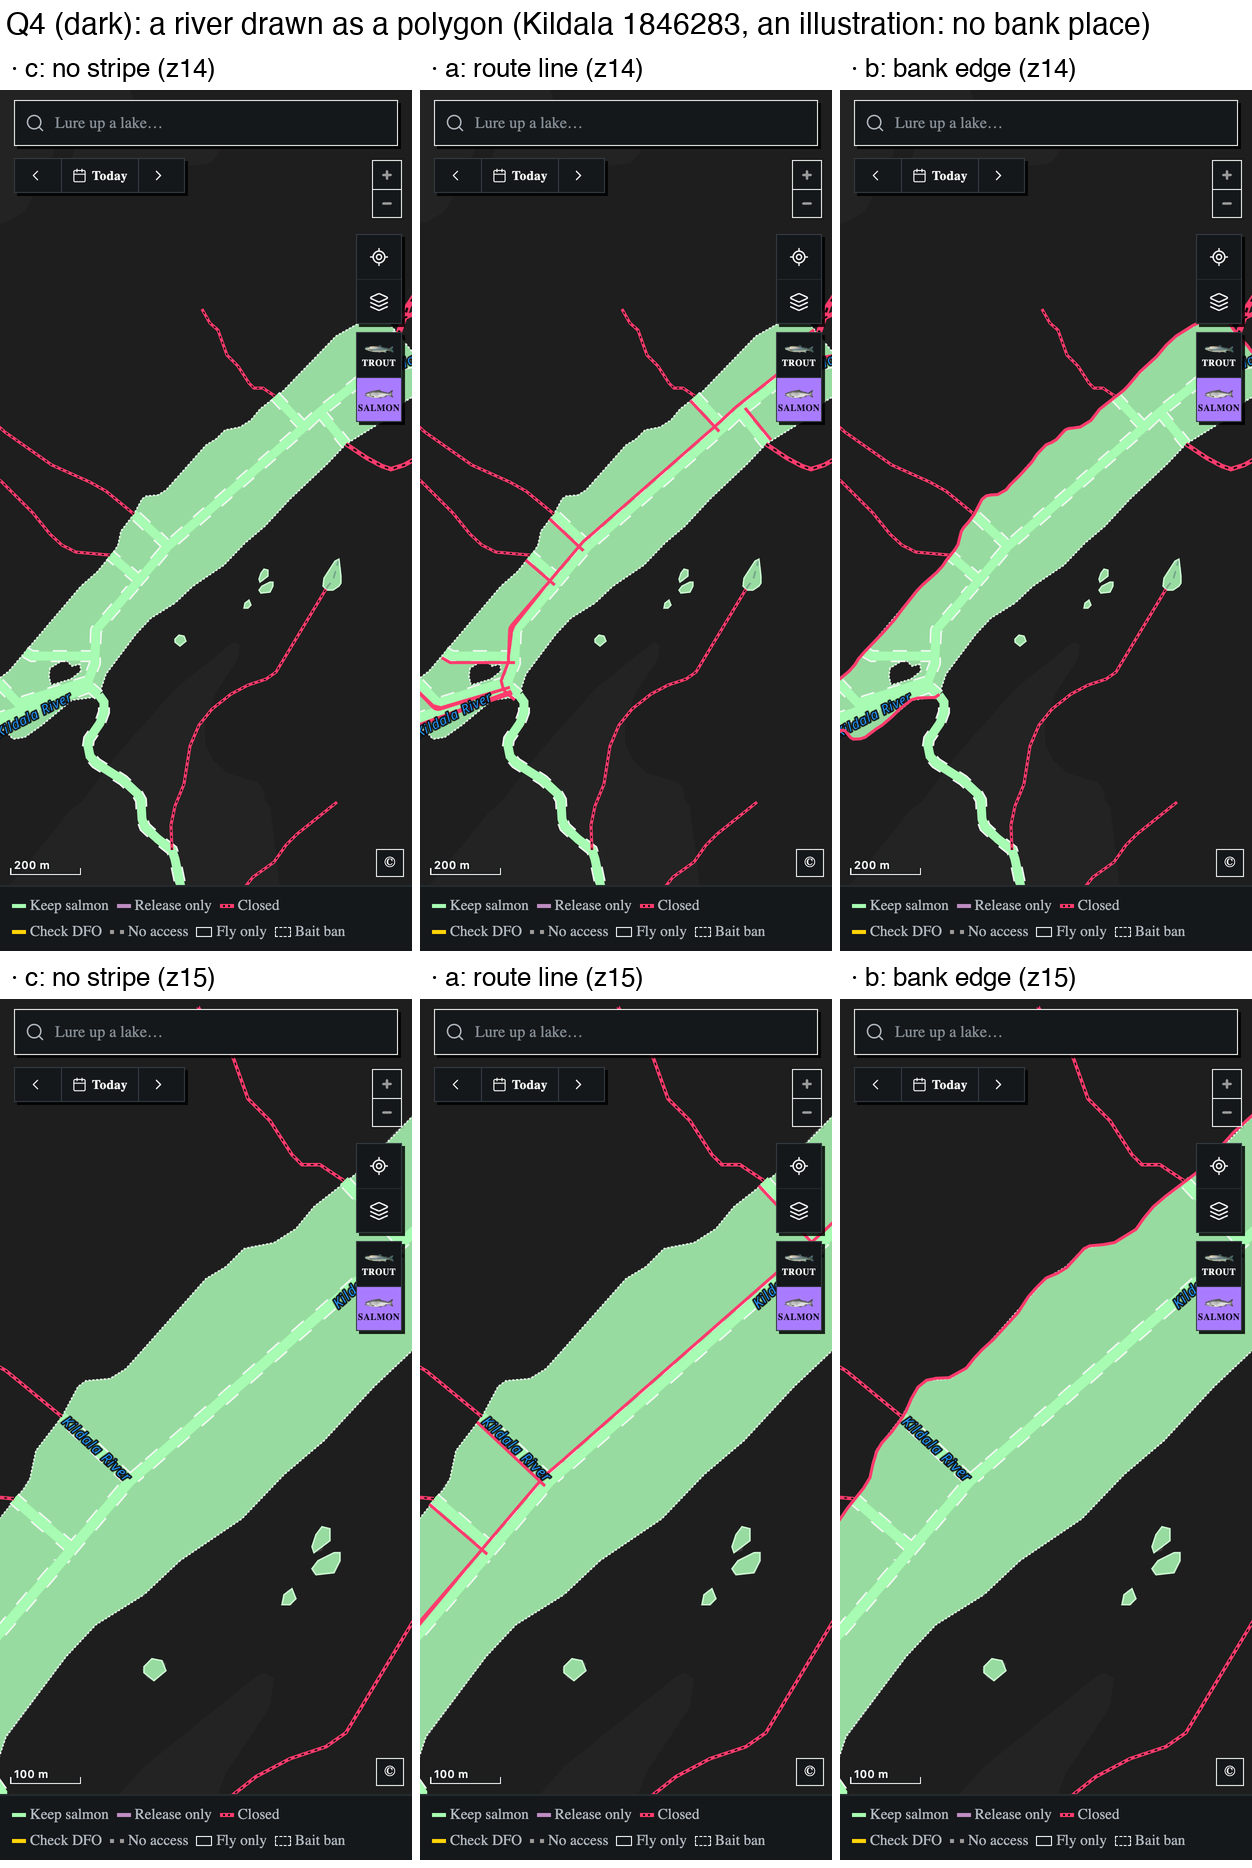 Q4 (dark): a river drawn as a polygon (Kildala 1846283, an illustration: no bank place)
· c: no stripe (z14)
Lure up a lake…
Today
TROUT
SALMON
Kildala River
200 m
©
Keep salmon Release only Closed
Check DFO No access Fly only Bait ban
· a: route line (z14)
Lure up a lake…
Today
TROUT
SALMON
Kildala River
200 m
©
Keep salmon Release only Closed
Check DFO No access Fly only Bait ban
· b: bank edge (z14)
Lure up a lake…
Today
TROUT
SALMON
Kildala River
200 m
©
Keep salmon Release only Closed
Check DFO No access Fly only Bait ban
· c: no stripe (z15)
Lure up a lake…
Today
TROUT
SALMON
Kild
Kildala River
100 m
©
Keep salmon Release only Closed
Check DFO No access Fly only Bait ban
· a: route line (z15)
Lure up a lake…
Today
TROUT
SALMON
Kild
Kildala River
100 m
©
Keep salmon Release only Closed
Check DFO No access Fly only Bait ban
· b: bank edge (z15)
Lure up a lake…
Today
TROUT
SALMON
Kild
Kildala River
100 m
©
Keep salmon Release only Closed
Check DFO No access Fly only Bait ban